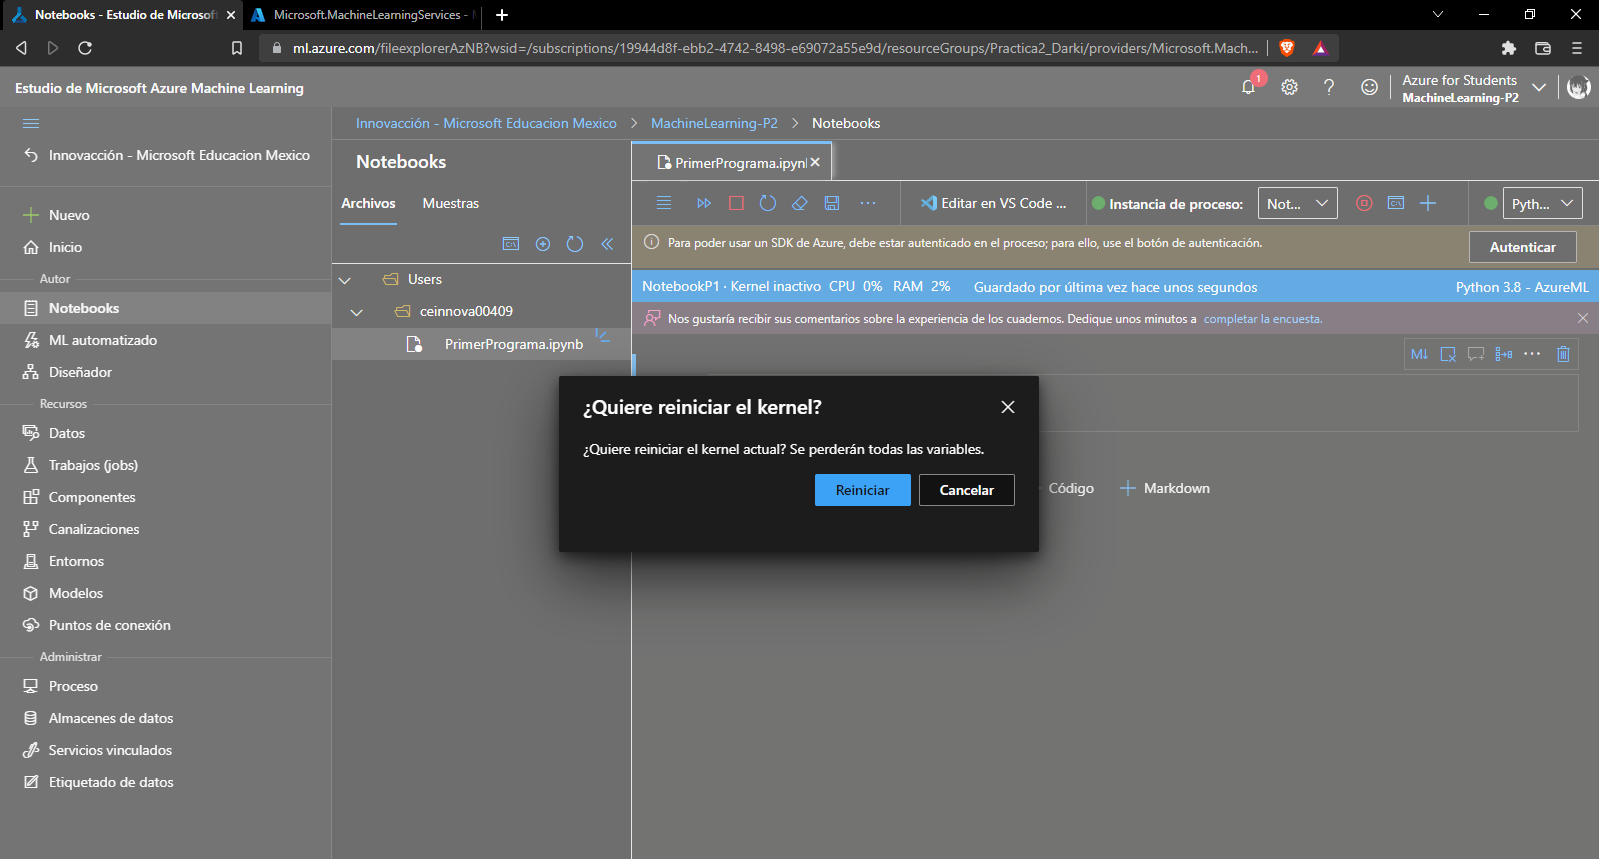 Notebooks - Estudio de Microsoft
Microsoft.MachineLearningServices -
ml.azure.com/fileexplorerAzNB?wsid=/subscriptions/19944d8f-ebb2-4742-8498-e69072a55e9d/resourceGroups/Practica2_Darki/providers/Microsoft.Mach...
Estudio de Microsoft Azure Machine Learning
1
Azure for Students
MachineLearning-P2
Innovacción - Microsoft Educacion Mexico
Nuevo
Inicio
Autor
Notebooks
ML automatizado
Diseñador
Recursos
Datos
Trabajos (jobs)
Componentes
Canalizaciones
Entornos
Modelos
Puntos de conexión
Administrar
Proceso
Almacenes de datos
Servicios vinculados
Etiquetado de datos
Innovacción - Microsoft Educacion Mexico > MachineLearning-P2 > Notebooks
Notebooks
Archivos Muestras
Users
ceinnova00409
PrimerPrograma.ipynb
PrimerPrograma.ipyn
Editar en VS Code ...
Instancia de proceso:
Not...
Pyth...
Para poder usar un SDK de Azure, debe estar autenticado en el proceso; para ello, use el botón de autenticación.
Autenticar
NotebookP1 · Kernel inactivo CPU 0% RAM 2% Guardado por última vez hace unos segundos
Python 3.8 - AzureML
Nos gustaría recibir sus comentarios sobre la experiencia de los cuadernos. Dedique unos minutos a completar la encuesta.
M↓
¿Quiere reiniciar el kernel?
¿Quiere reiniciar el kernel actual? Se perderán todas las variables.
Reiniciar
Cancelar
Código
Markdown